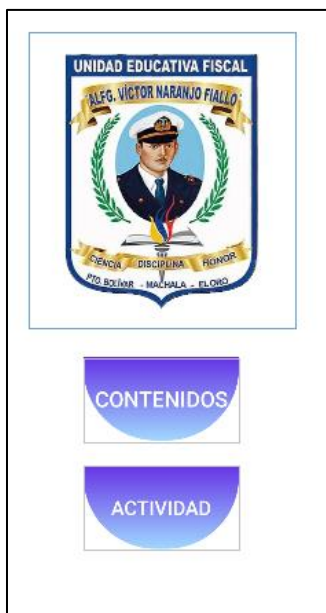 UNIDAD EDUCATIVA FISCAL
ALFG. VÍCTOR NARANJO FIALLO
CIENCIA DISCIPLINA HONOR
PTO. BOLÍVAR - MACHALA - EL ORO
CONTENIDOS
ACTIVIDAD